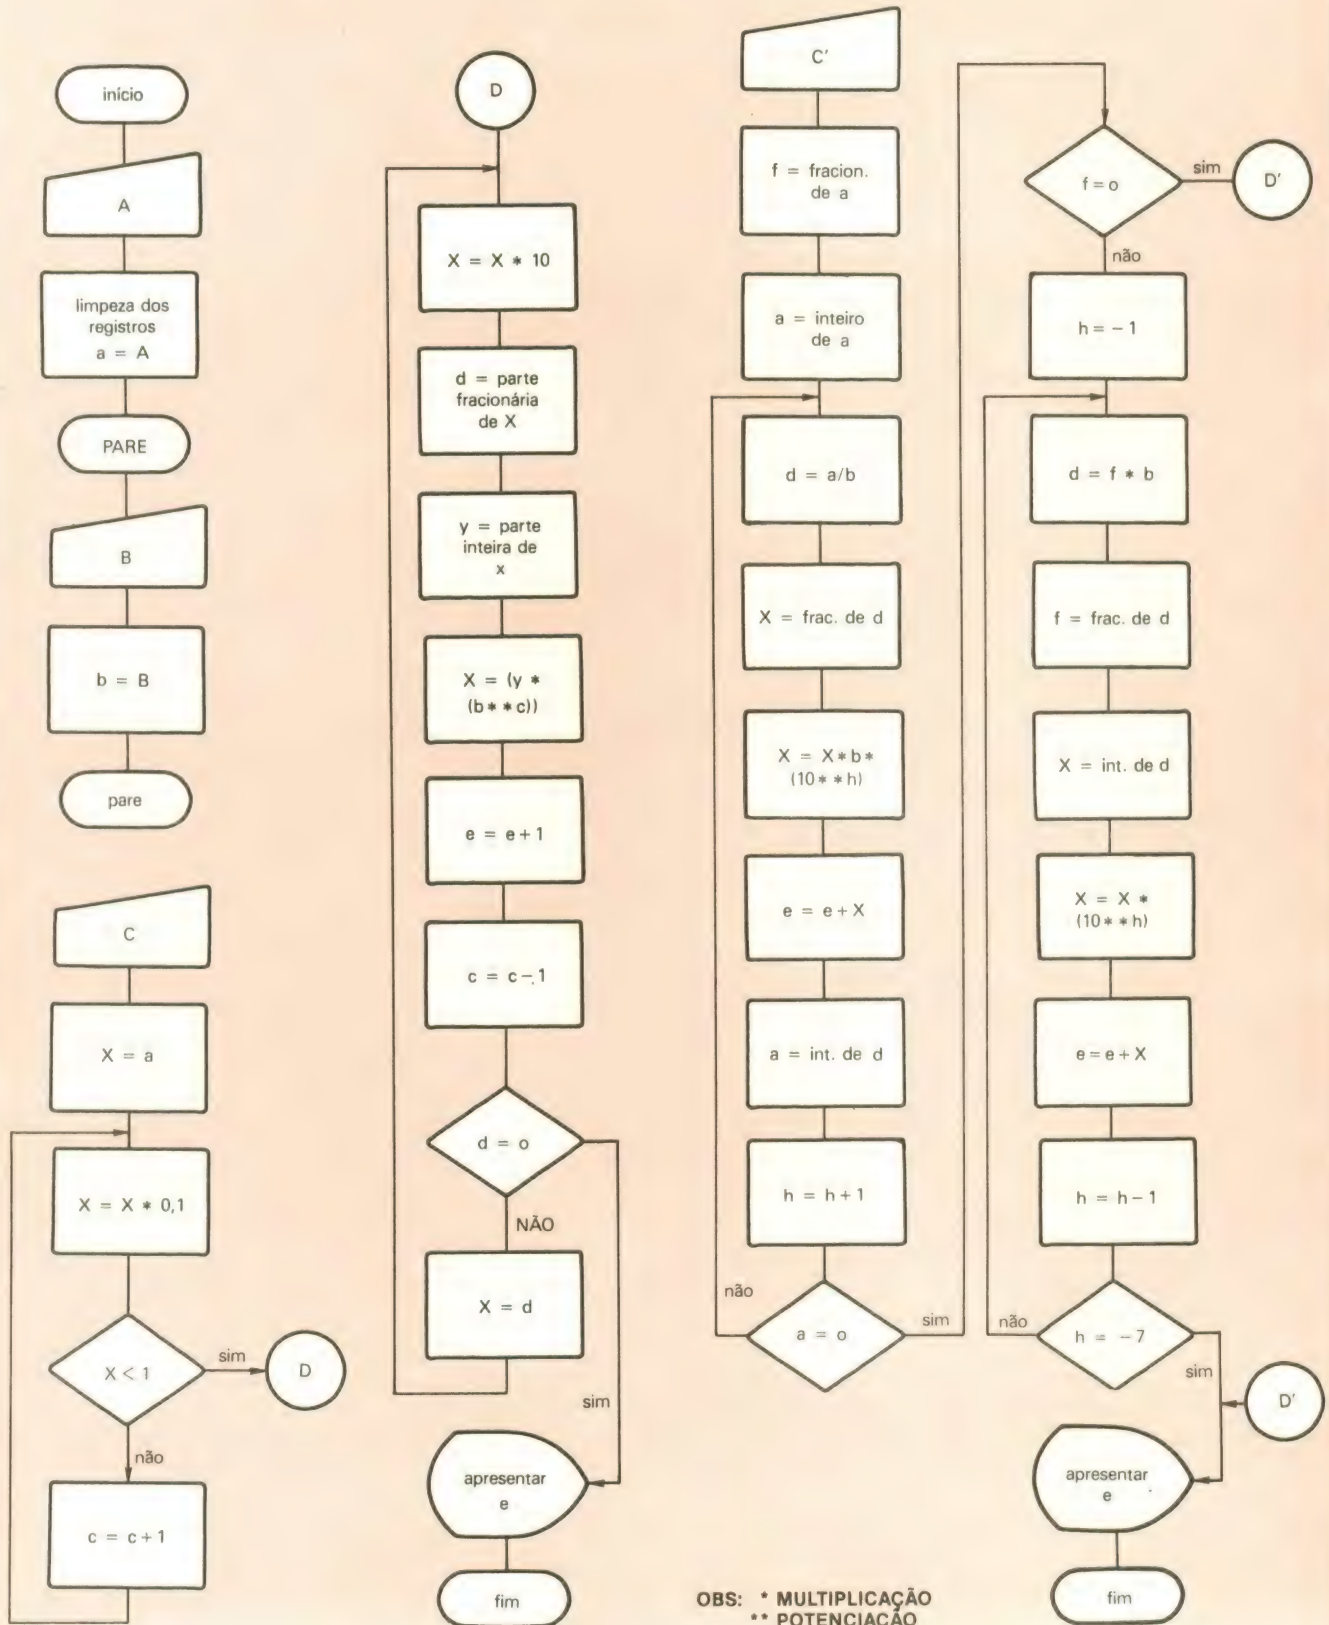 início
A
limpeza dos
registros
a = A
PARE
B
b = B
pare
C
X = a
X = X * 0,1
X < 1
sim
D
não
c = c + 1
D
X = X * 10
d = parte
fracionária
de X
y = parte
inteira de
x
X = (y *
(b * * c))
e = e + 1
c = c - 1
d = o
NÃO
X = d
sim
apresentar
e
fim
C'
f = fracion.
de a
a = inteiro
de a
d = a/b
X = frac. de d
X = X * b *
(10 * * h)
e = e + X
a = int. de d
h = h + 1
não
a = o
sim
f = o
sim
D'
não
h = - 1
d = f * b
f = frac. de d
X = int. de d
X = X *
(10 * * h)
e = e + X
h = h - 1
não
h = - 7
sim
D'
apresentar
e
fim
OBS: * MULTIPLICAÇÃO
** POTENCIAÇÃO